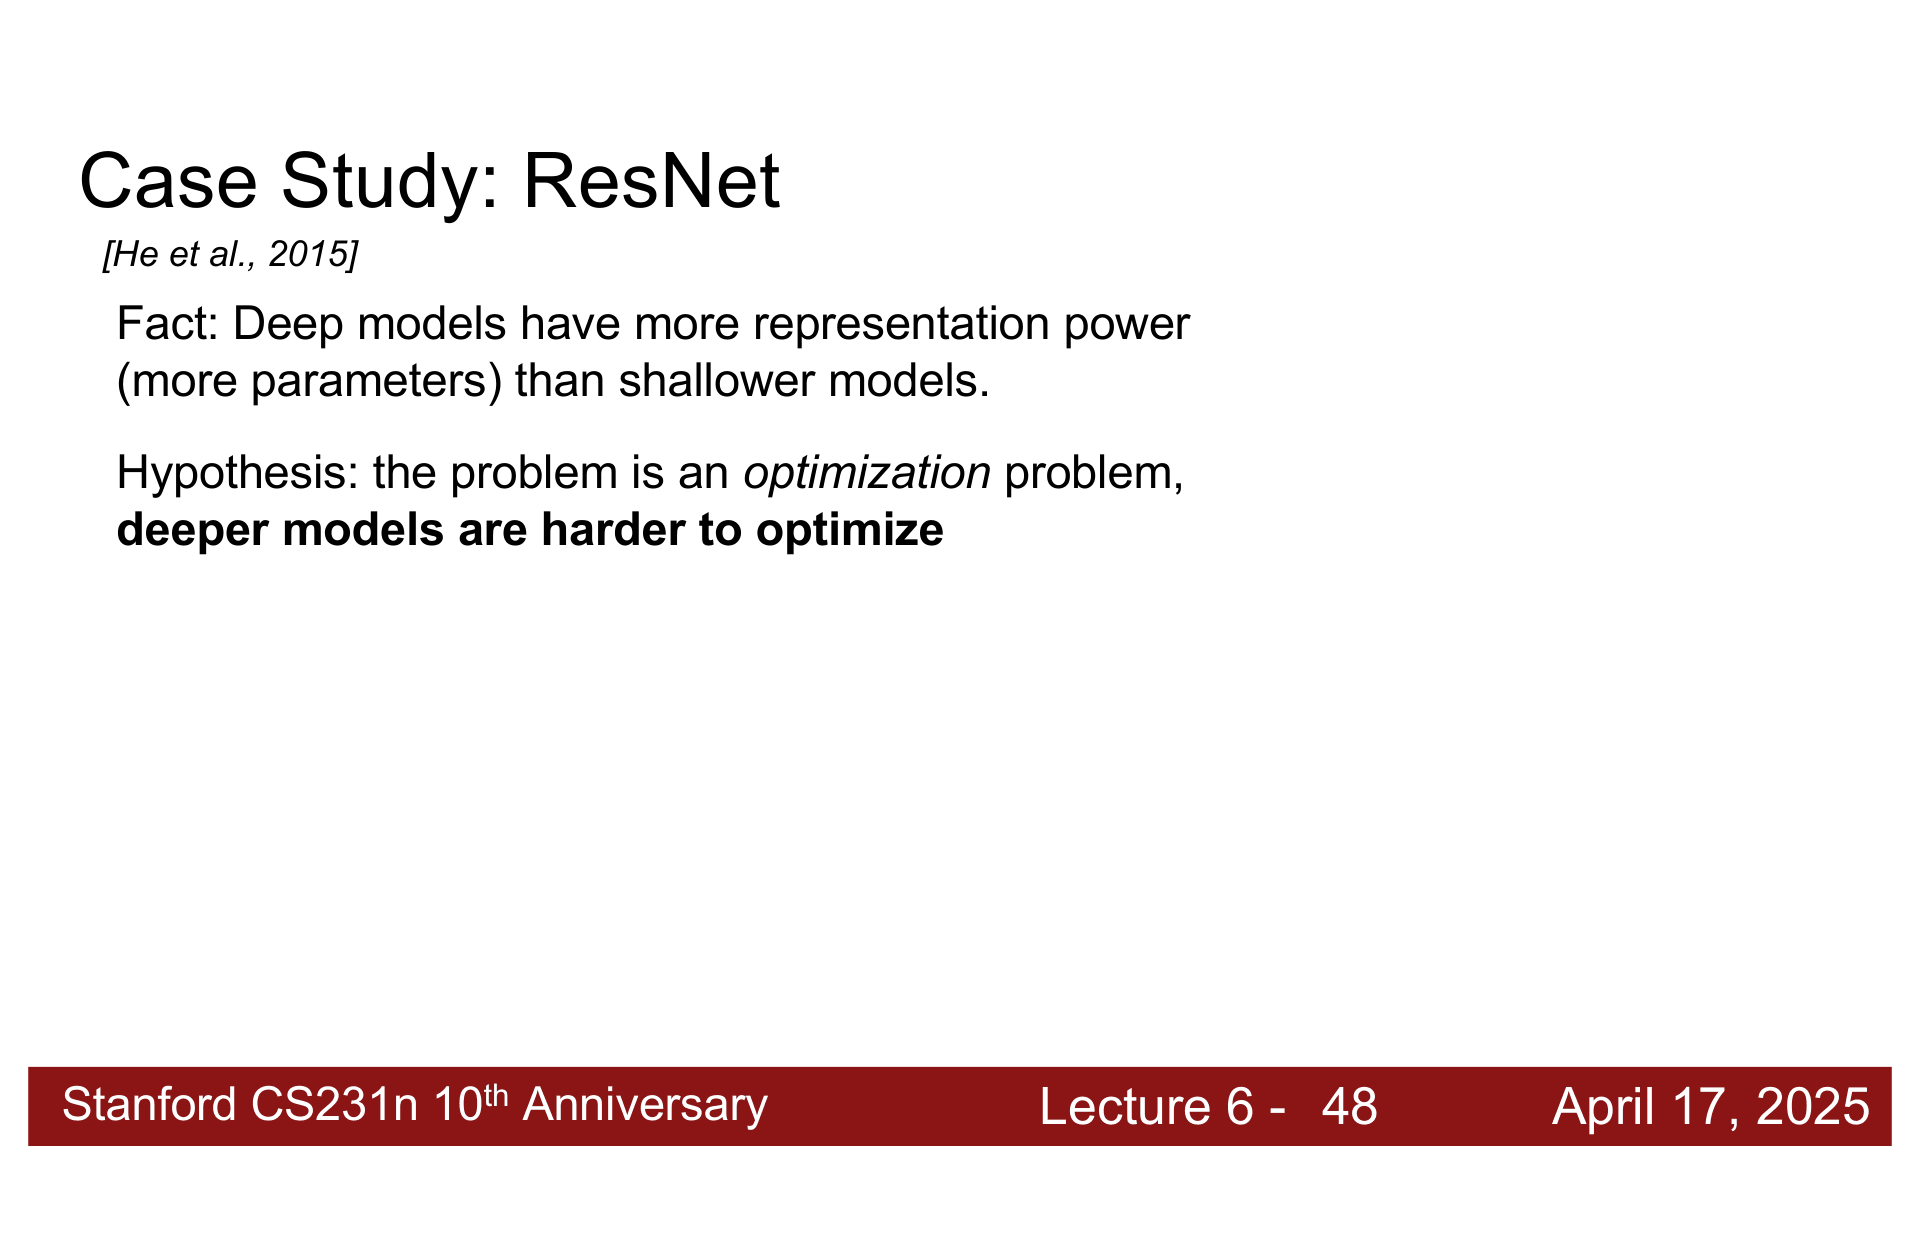 Case Study: ResNet
[He et al., 2015]
Fact: Deep models have more representation power
(more parameters) than shallower models.
Hypothesis: the problem is an optimization problem,
deeper models are harder to optimize
Stanford CS231n 10th Anniversary
Lecture 6 - 48
April 17, 2025